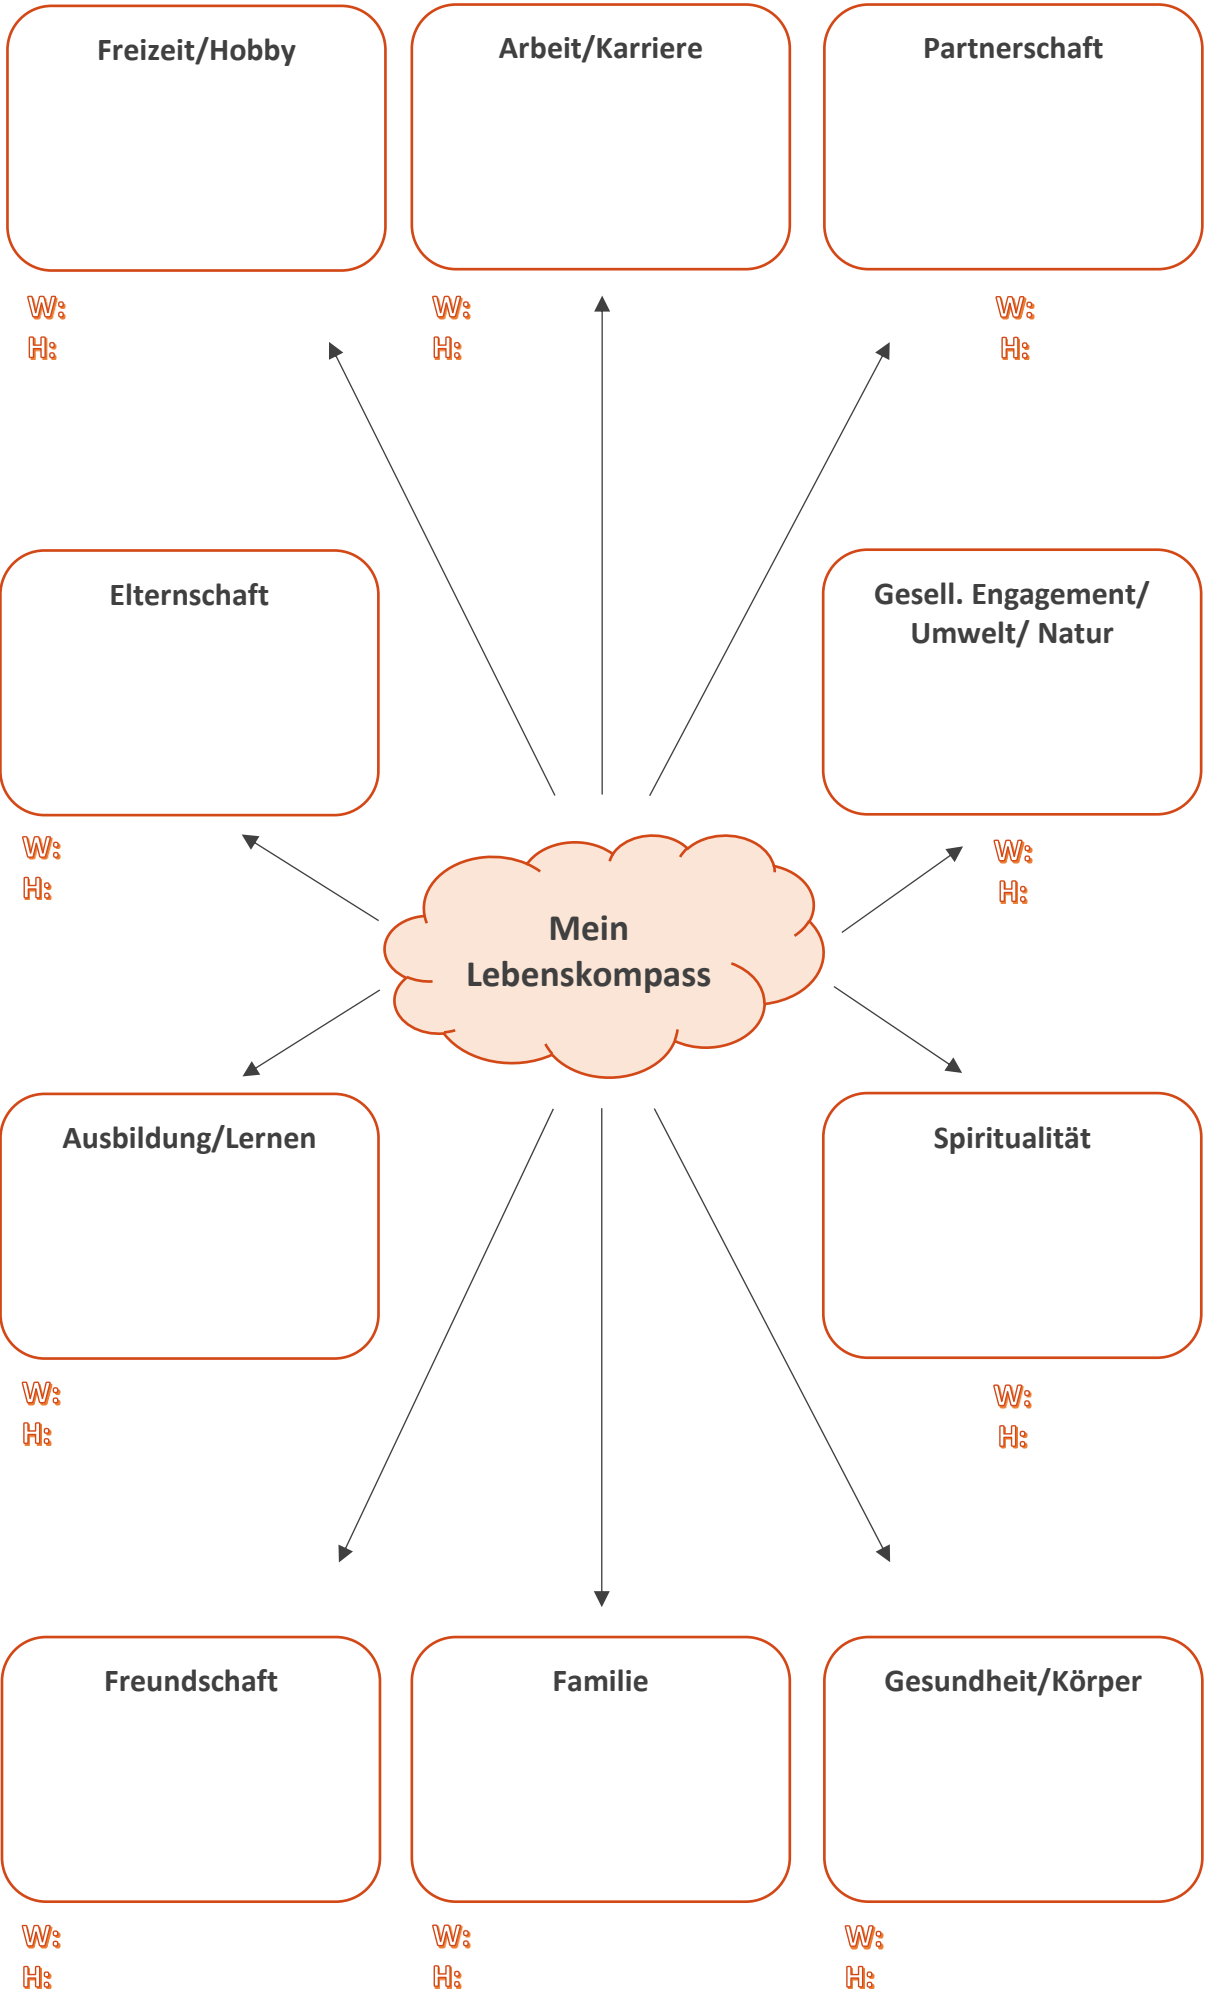 Freizeit/Hobby
Arbeit/Karriere
Partnerschaft
W:
H:
W:
H:
W:
H:
Elternschaft
Gesell. Engagement/
Umwelt/ Natur
W:
H:
W:
H:
Mein
Lebenskompass
Ausbildung/Lernen
Spiritualität
W:
H:
W:
H:
Freundschaft
Familie
Gesundheit/Körper
W:
H:
W:
H:
W:
H: